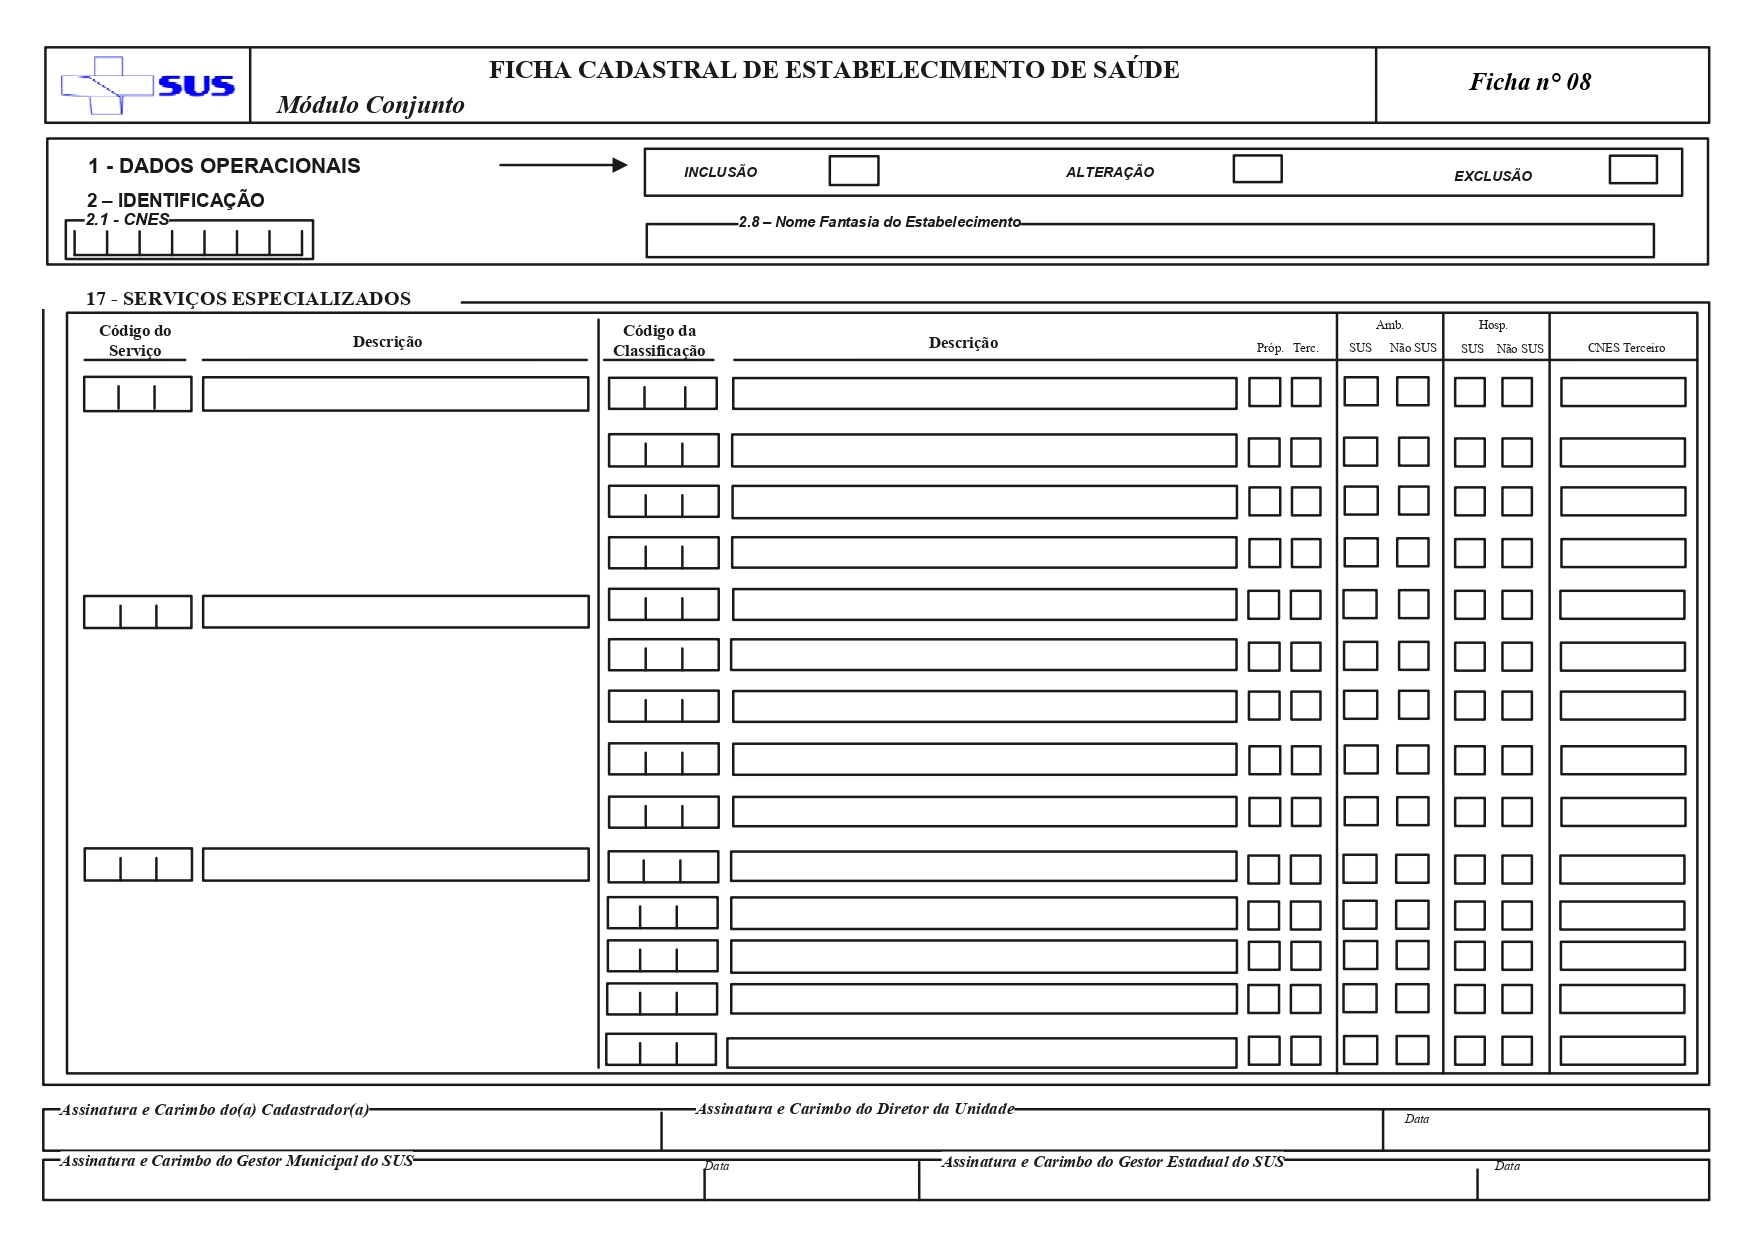 SUS
FICHA CADASTRAL DE ESTABELECIMENTO DE SAÚDE
Módulo Conjunto
Ficha n° 08
1 - DADOS OPERACIONAIS
INCLUSÃO
ALTERAÇÃO
EXCLUSÃO
2 – IDENTIFICAÇÃO
2.1 - CNES
2.8 – Nome Fantasia do Estabelecimento
17 - SERVIÇOS ESPECIALIZADOS
Código do
Serviço
Descrição
Código da
Classificação
Descrição
Próp. Terc.
Amb.
SUS Não SUS
Hosp.
SUS Não SUS
CNES Terceiro
Assinatura e Carimbo do(a) Cadastrador(a)
Assinatura e Carimbo do Diretor da Unidade
Data
Assinatura e Carimbo do Gestor Municipal do SUS
Data
Assinatura e Carimbo do Gestor Estadual do SUS
Data